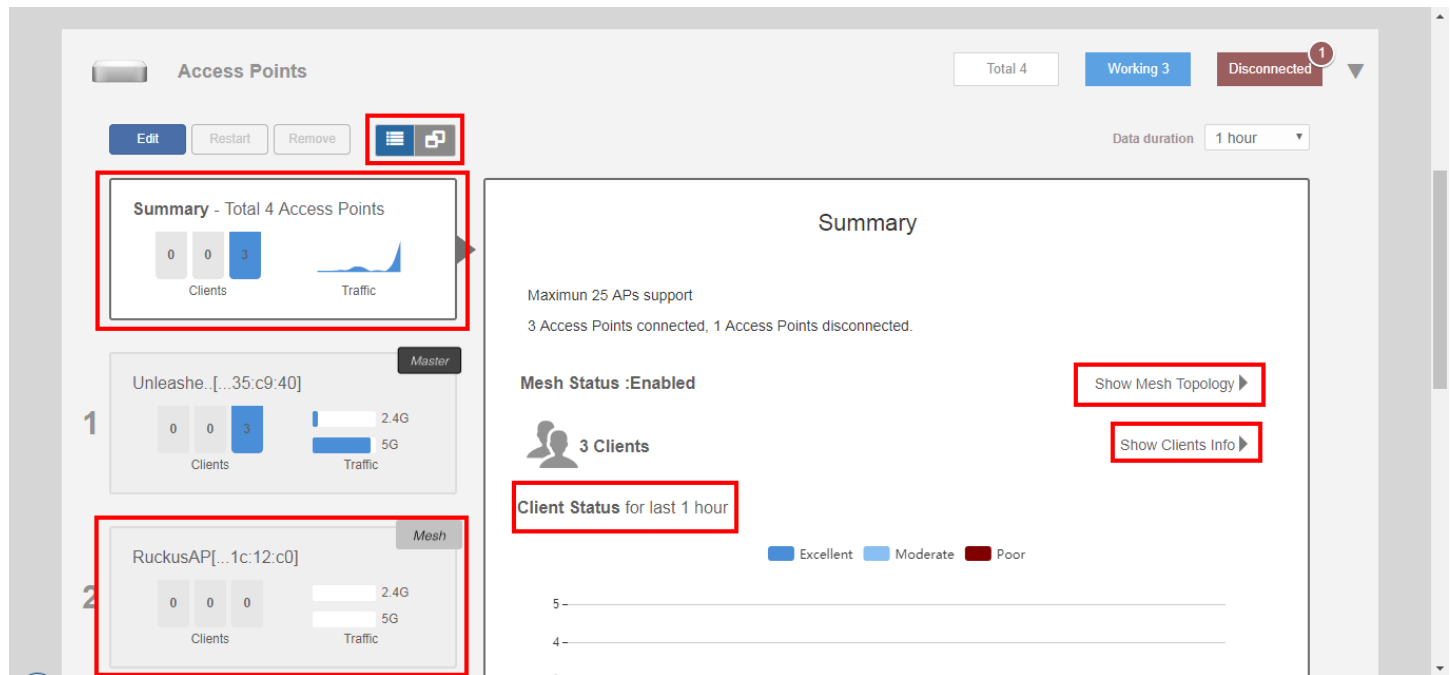 Access Points
Total 4
Working 3
Disconnected
1
Edit
Restart
Remove
Data duration
1 hour
Summary - Total 4 Access Points
0 0 3
Clients
Traffic
Master
Unleashe..[...35:c9:40]
1
0 0 3
2.4G
5G
Clients
Traffic
Mesh
RuckusAP[...1c:12:c0]
2
0 0 0
2.4G
5G
Clients
Traffic
Summary
Maximun 25 APs support
3 Access Points connected, 1 Access Points disconnected.
Mesh Status :Enabled
Show Mesh Topology
3 Clients
Show Clients Info
Client Status for last 1 hour
Excellent
Moderate
Poor
5
4